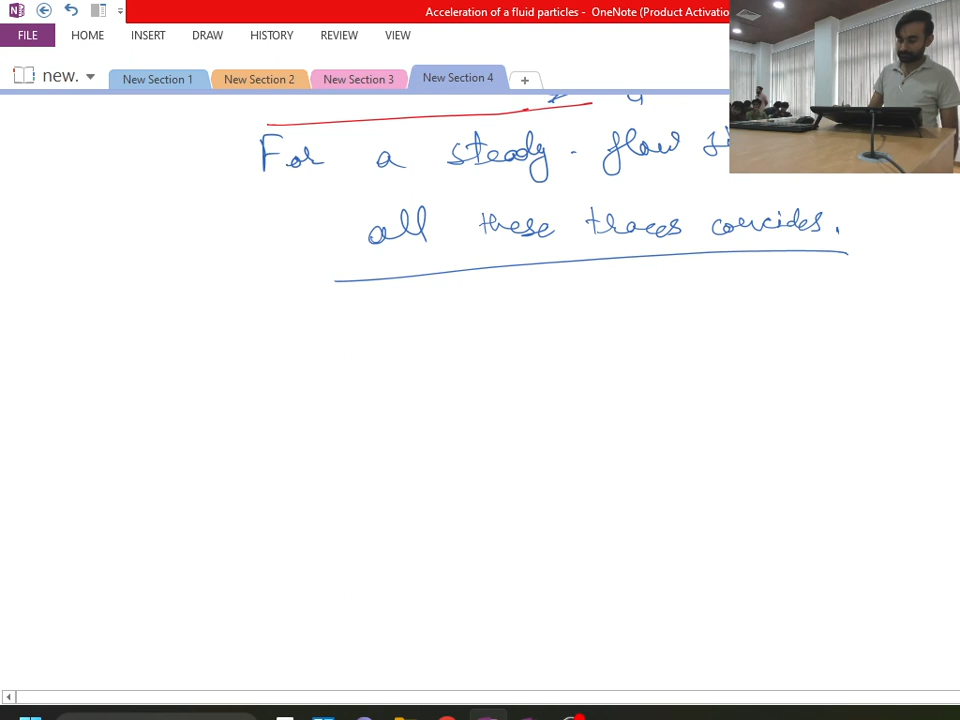 Acceleration of a fluid particles - OneNote (Product Activatio
FILE HOME INSERT DRAW HISTORY REVIEW VIEW
new. New Section 1 New Section 2 New Section 3 New Section 4
For a steady. flow
all these traces concides.